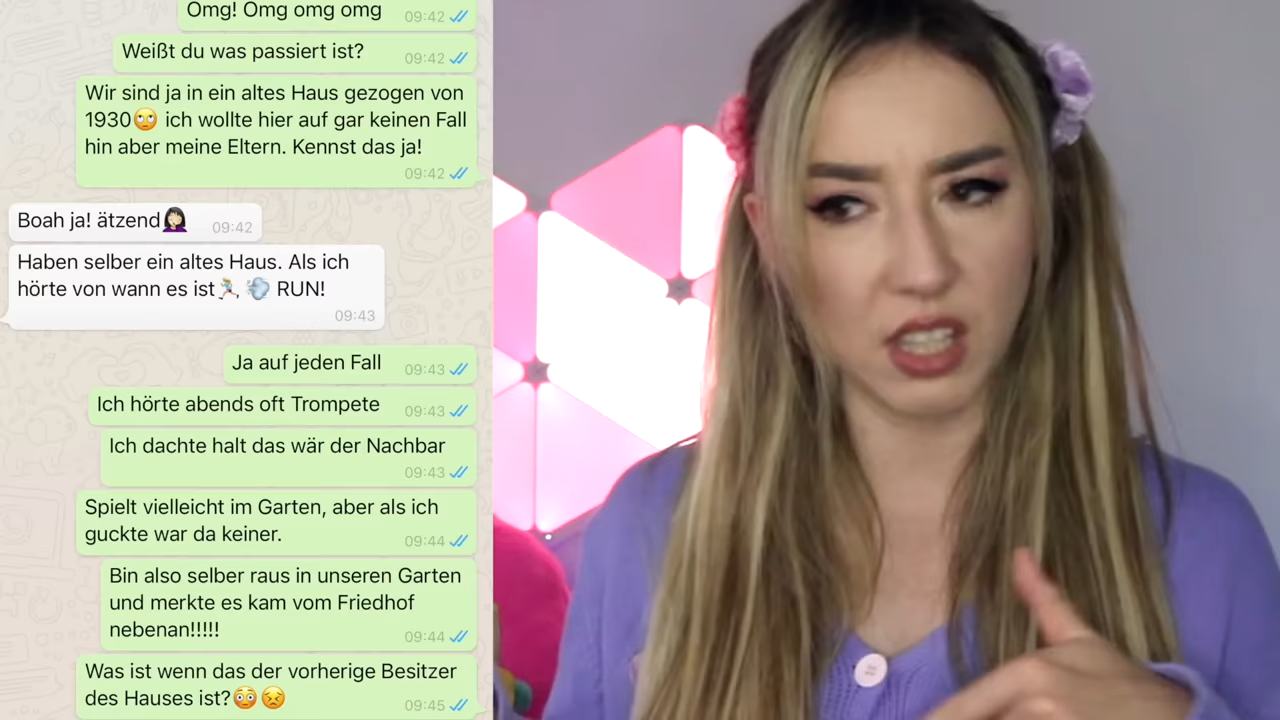 Omg! Omg omg omg 09:42
Weißt du was passiert ist? 09:42
Wir sind ja in ein altes Haus gezogen von
1930🙄 ich wollte hier auf gar keinen Fall
hin aber meine Eltern. Kennst das ja!
09:42
Boah ja! ätzend🤦🏻‍♀️ 09:42
Haben selber ein altes Haus. Als ich
hörte von wann es ist🏃🏼‍♀️💨 RUN!
09:43
Ja auf jeden Fall 09:43
Ich hörte abends oft Trompete 09:43
Ich dachte halt das wär der Nachbar
09:43
Spielt vielleicht im Garten, aber als ich
guckte war da keiner. 09:44
Bin also selber raus in unseren Garten
und merkte es kam vom Friedhof
nebenan!!!!! 09:44
Was ist wenn das der vorherige Besitzer
des Hauses ist?😳😣 09:45